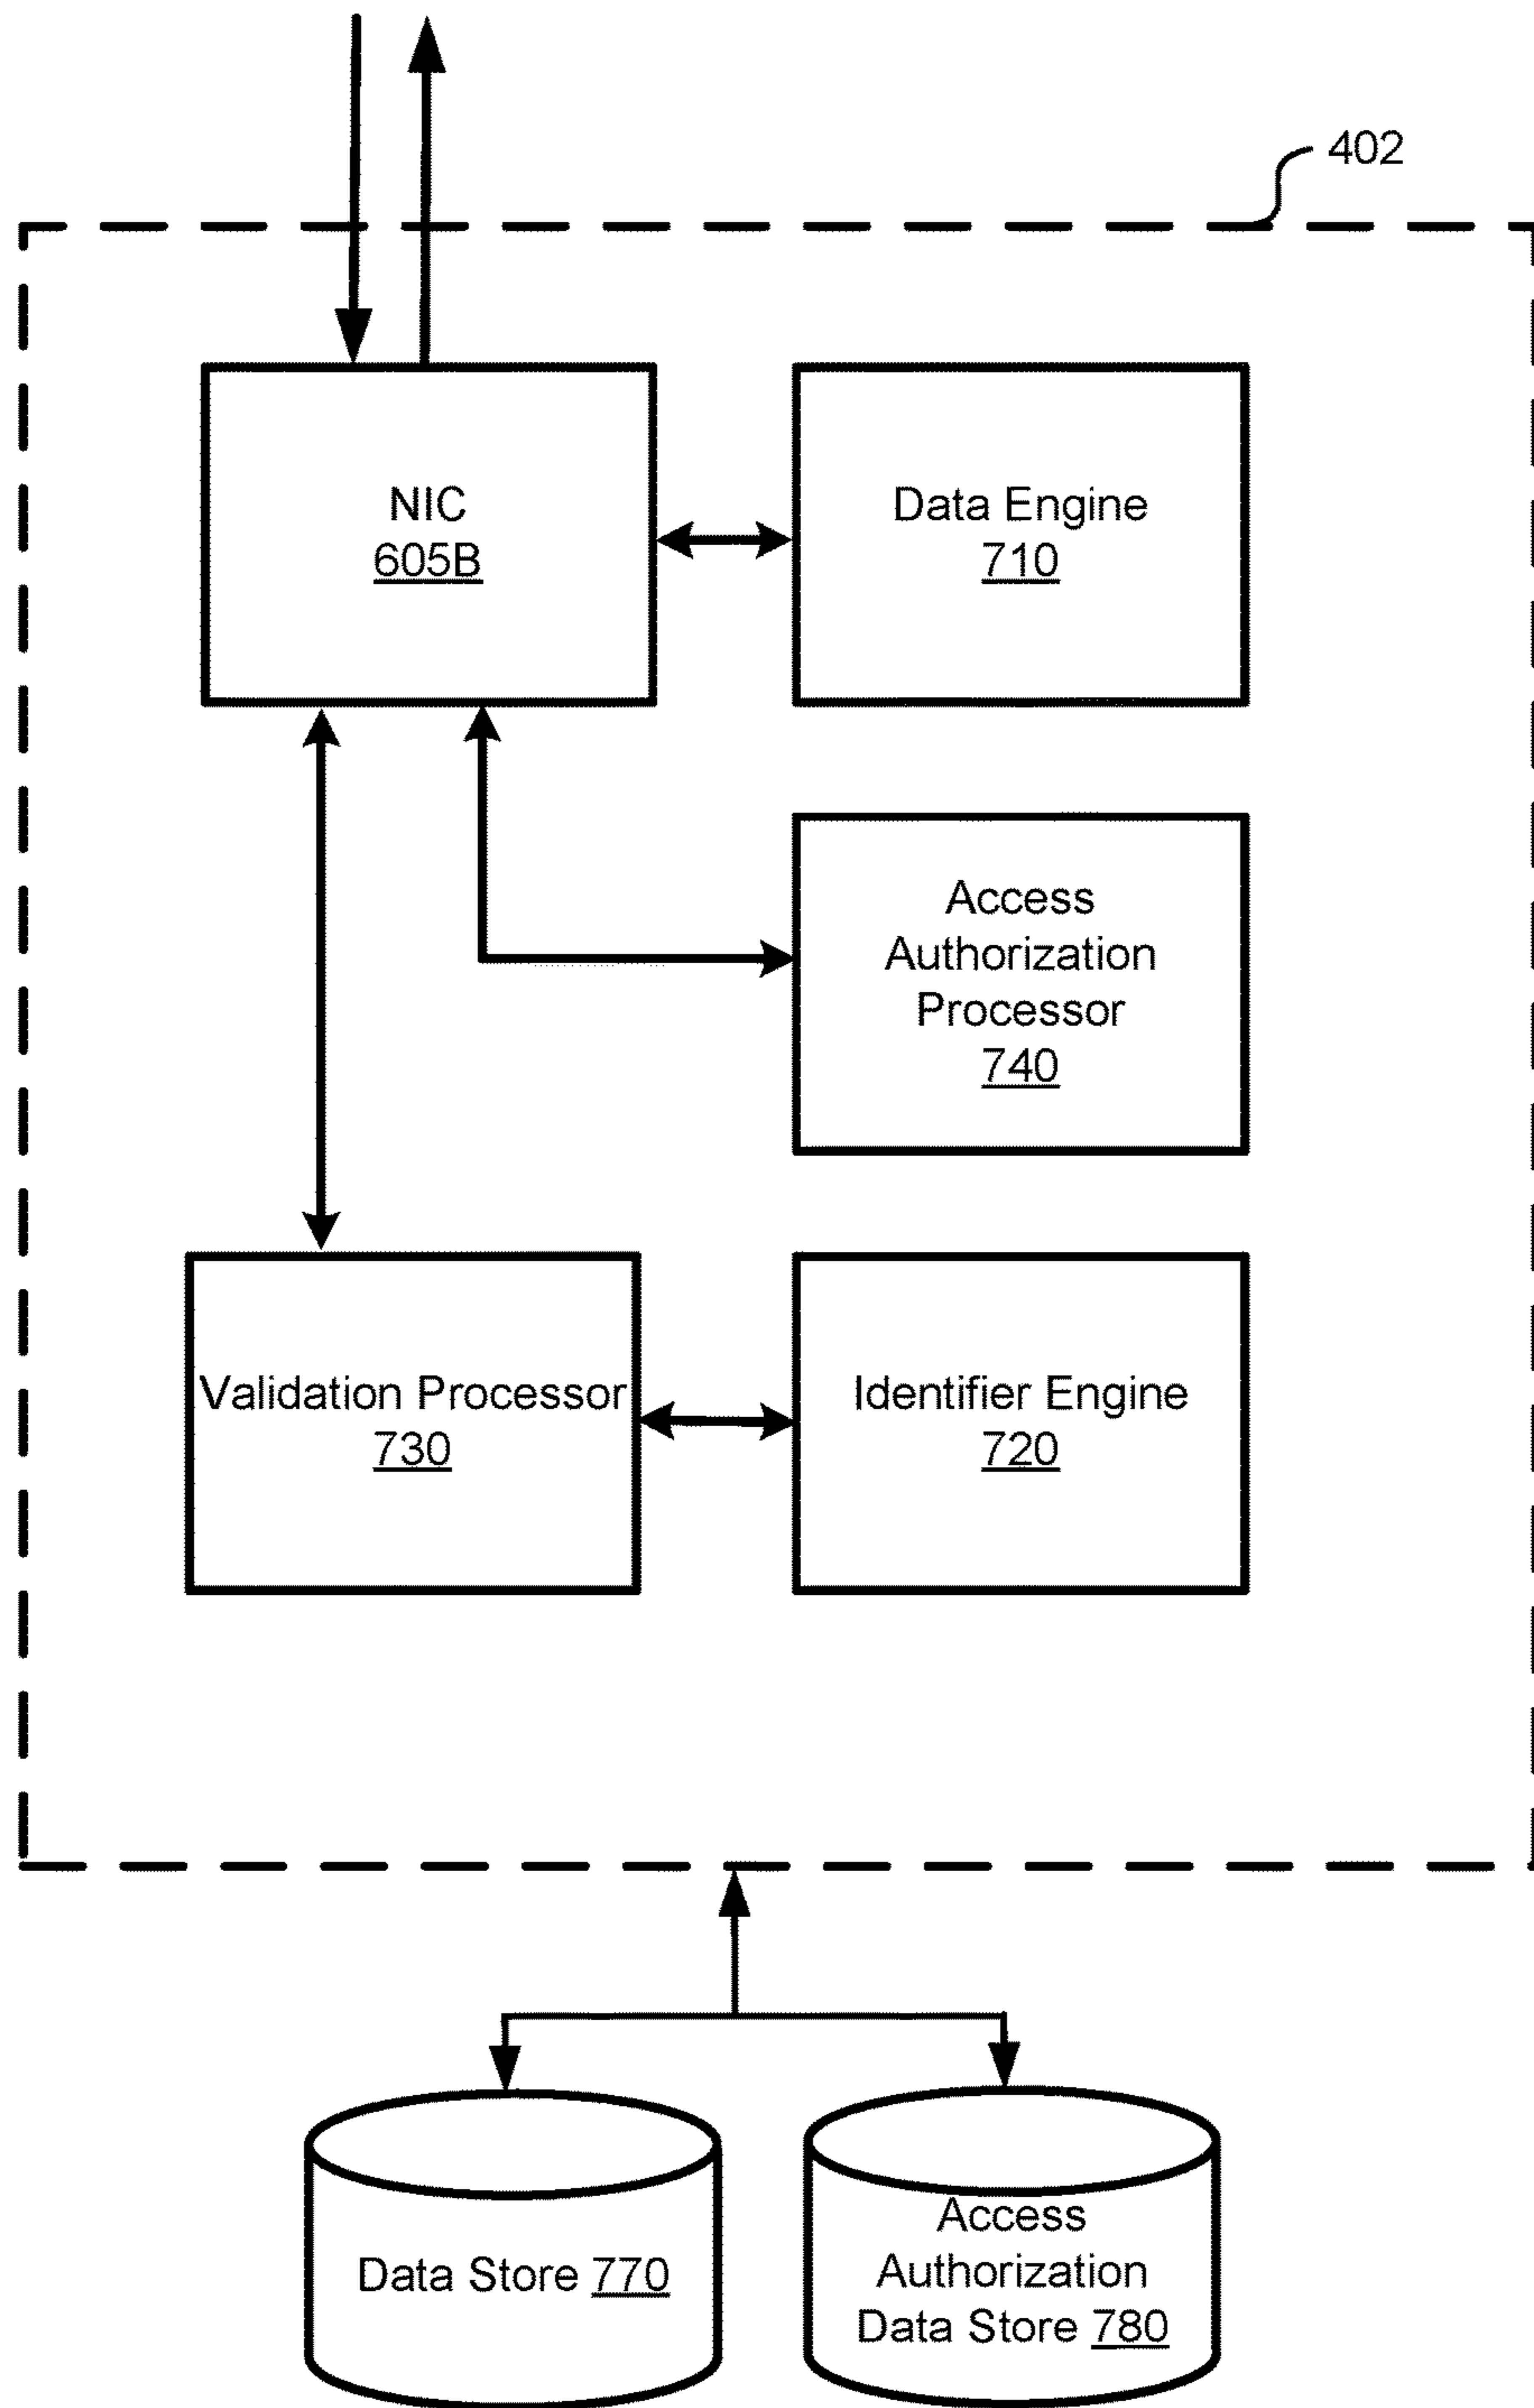 402
NIC
605B
Data Engine
710
Access
Authorization
Processor
740
Validation Processor
730
Identifier Engine
720
Data Store 770
Access
Authorization
Data Store 780